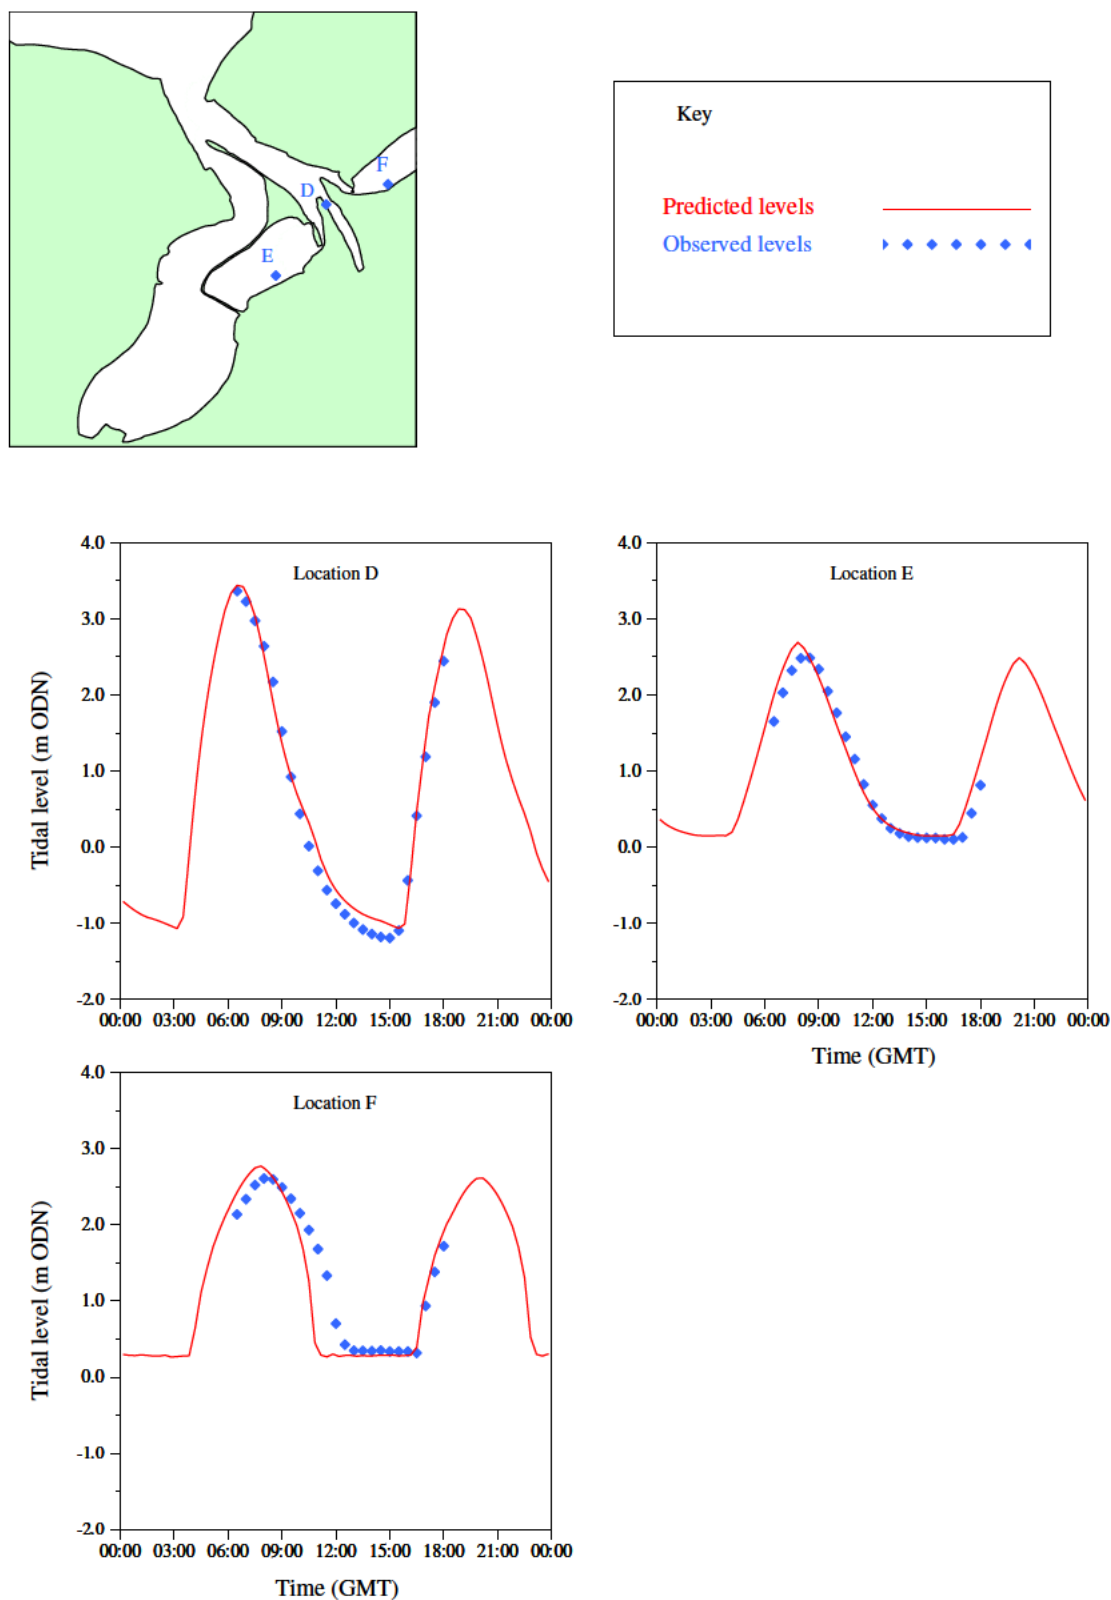 F
D
E
Key
Predicted levels
Observed levels
Location D
4.0
3.0
2.0
1.0
0.0
-1.0
-2.0
Tidal level (m ODN)
00:00 03:00 06:00 09:00 12:00 15:00 18:00 21:00 00:00
Location E
4.0
3.0
2.0
1.0
0.0
-1.0
-2.0
00:00 03:00 06:00 09:00 12:00 15:00 18:00 21:00 00:00
Time (GMT)
Location F
4.0
3.0
2.0
1.0
0.0
-1.0
-2.0
Tidal level (m ODN)
00:00 03:00 06:00 09:00 12:00 15:00 18:00 21:00 00:00
Time (GMT)